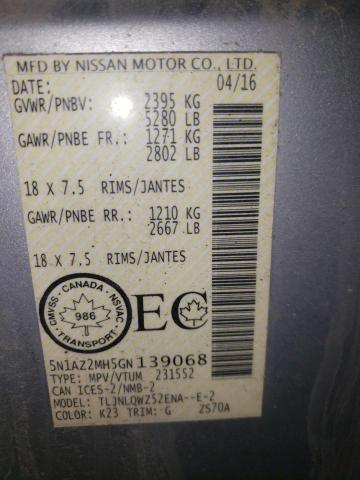 MFD BY NISSAN MOTOR CO., LTD.
DATE: 04/16
GVWR/PNBV: 2395 KG
5280 LB
GAWR/PNBE FR.: 1271 KG
2802 LB
18 X 7.5 RIMS/JANTES
GAWR/PNBE RR.: 1210 KG
2667 LB
18 X 7.5 RIMS/JANTES
CMVSS - CANADA - NSVAC
986
TRANSPORT
EC
5N1AZ2MH5GN139068
TYPE: MPV/VTUM 231552
CAN ICES-2/NMB-2
MODEL: TLJNLQWZ52ENA--E-2
COLOR: K23 TRIM: G ZS70A